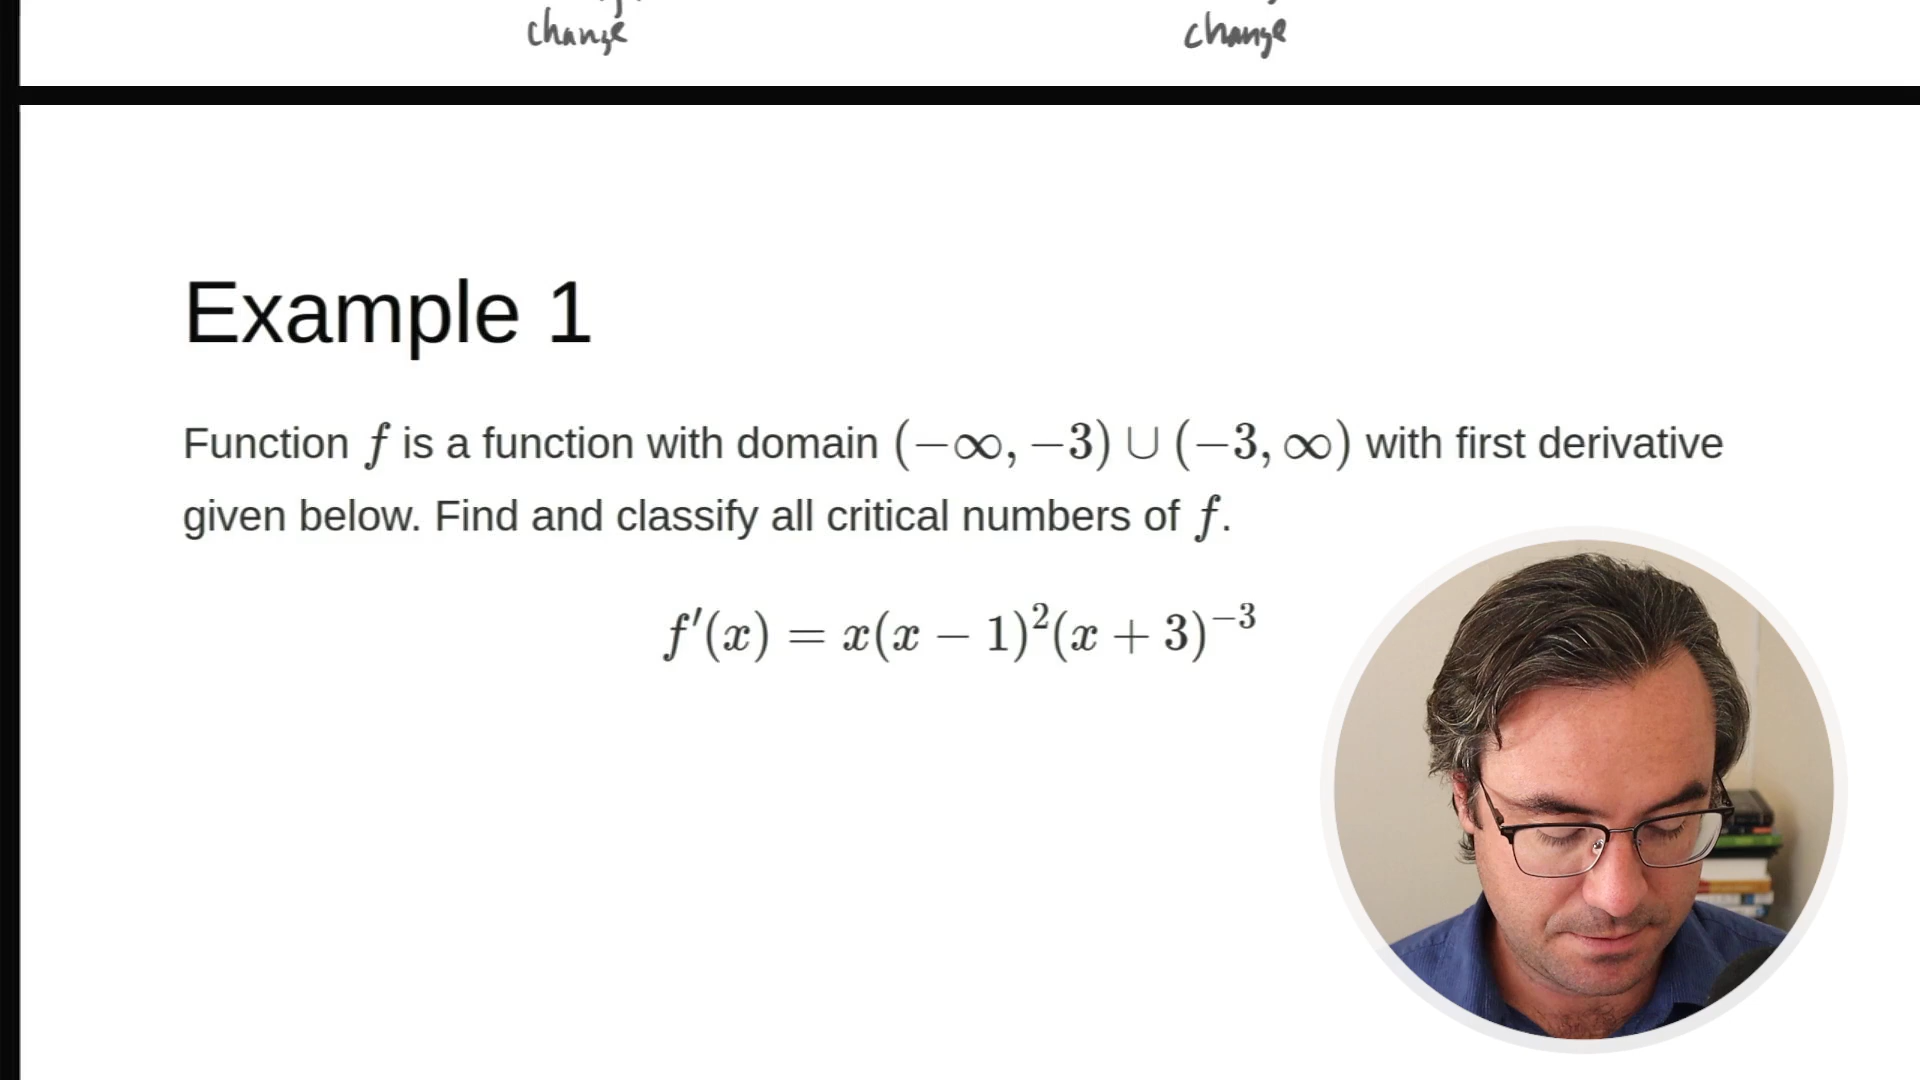 change change
Example 1
Function f is a function with domain (−∞, −3) ∪ (−3, ∞) with first derivative
given below. Find and classify all critical numbers of f.
f′(x) = x(x − 1)²(x + 3)⁻³